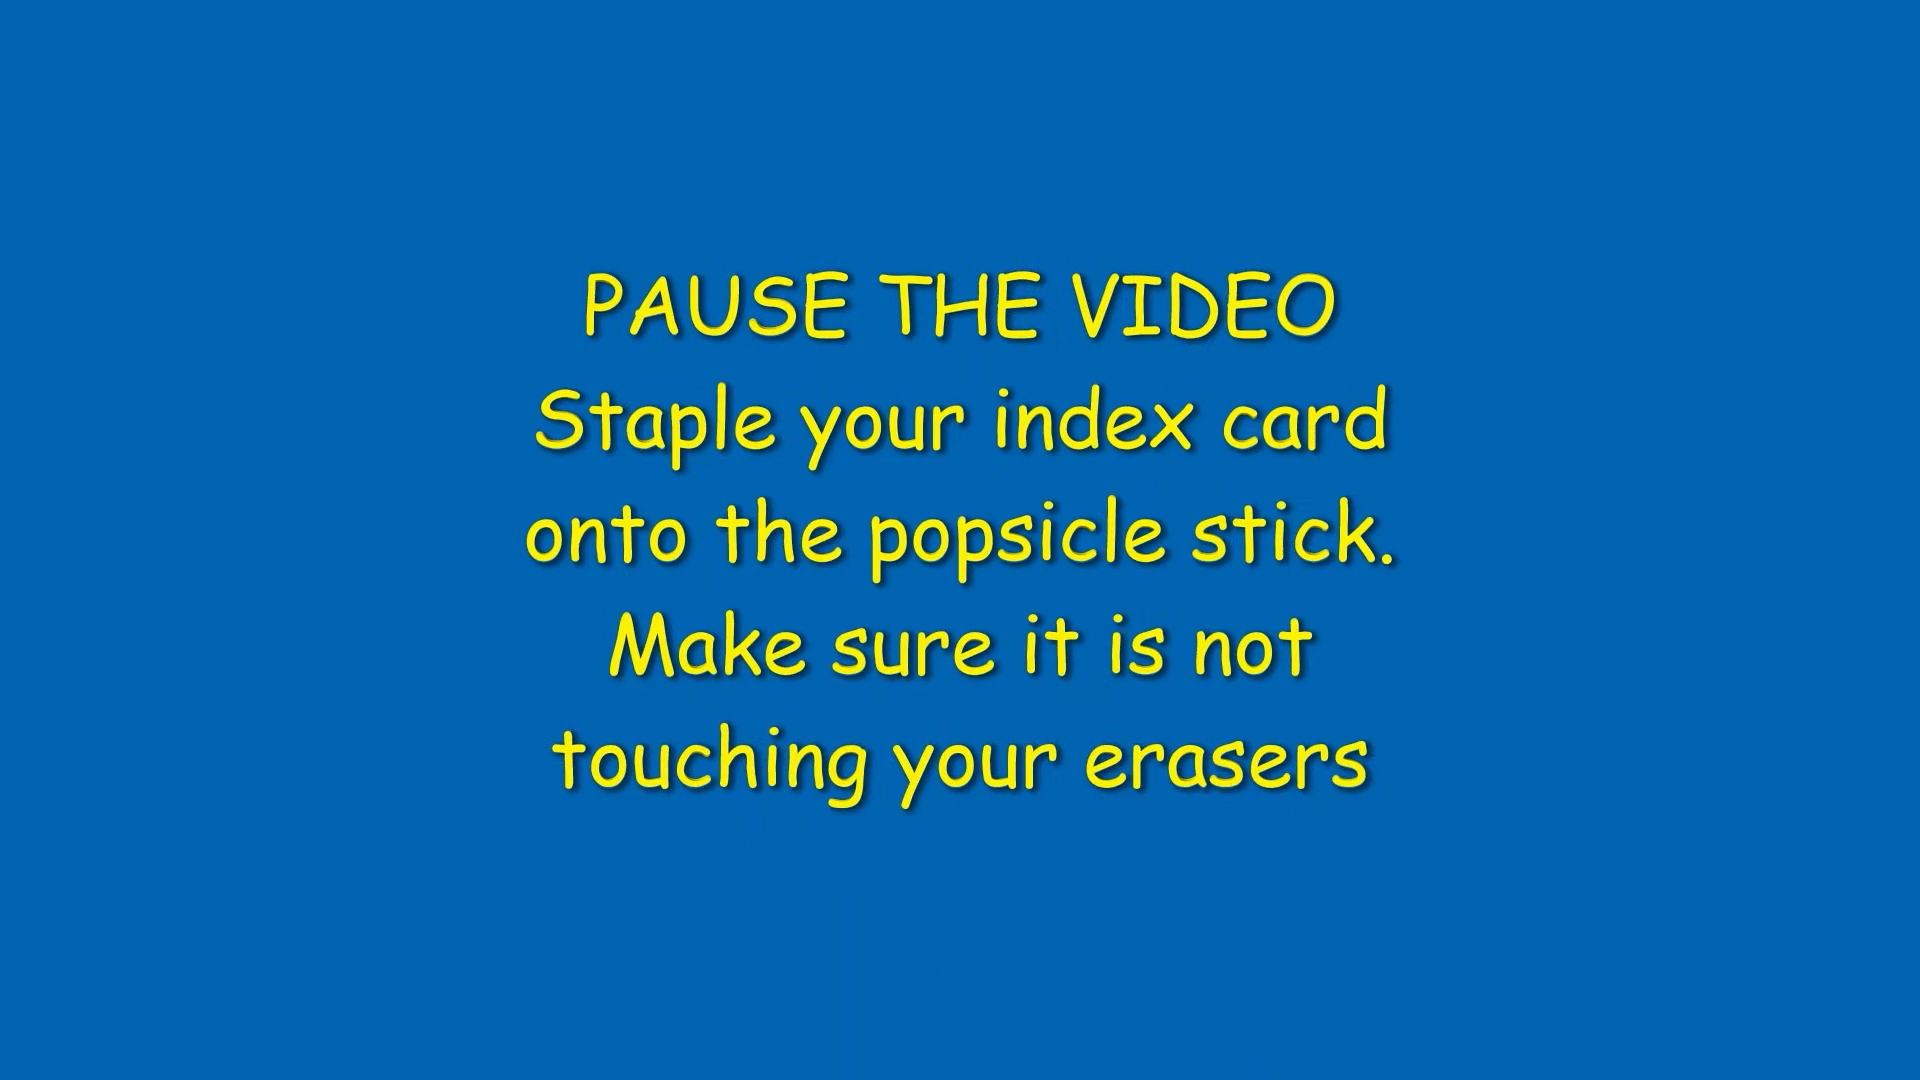 PAUSE THE VIDEO
Staple your index card
onto the popsicle stick.
Make sure it is not
touching your erasers